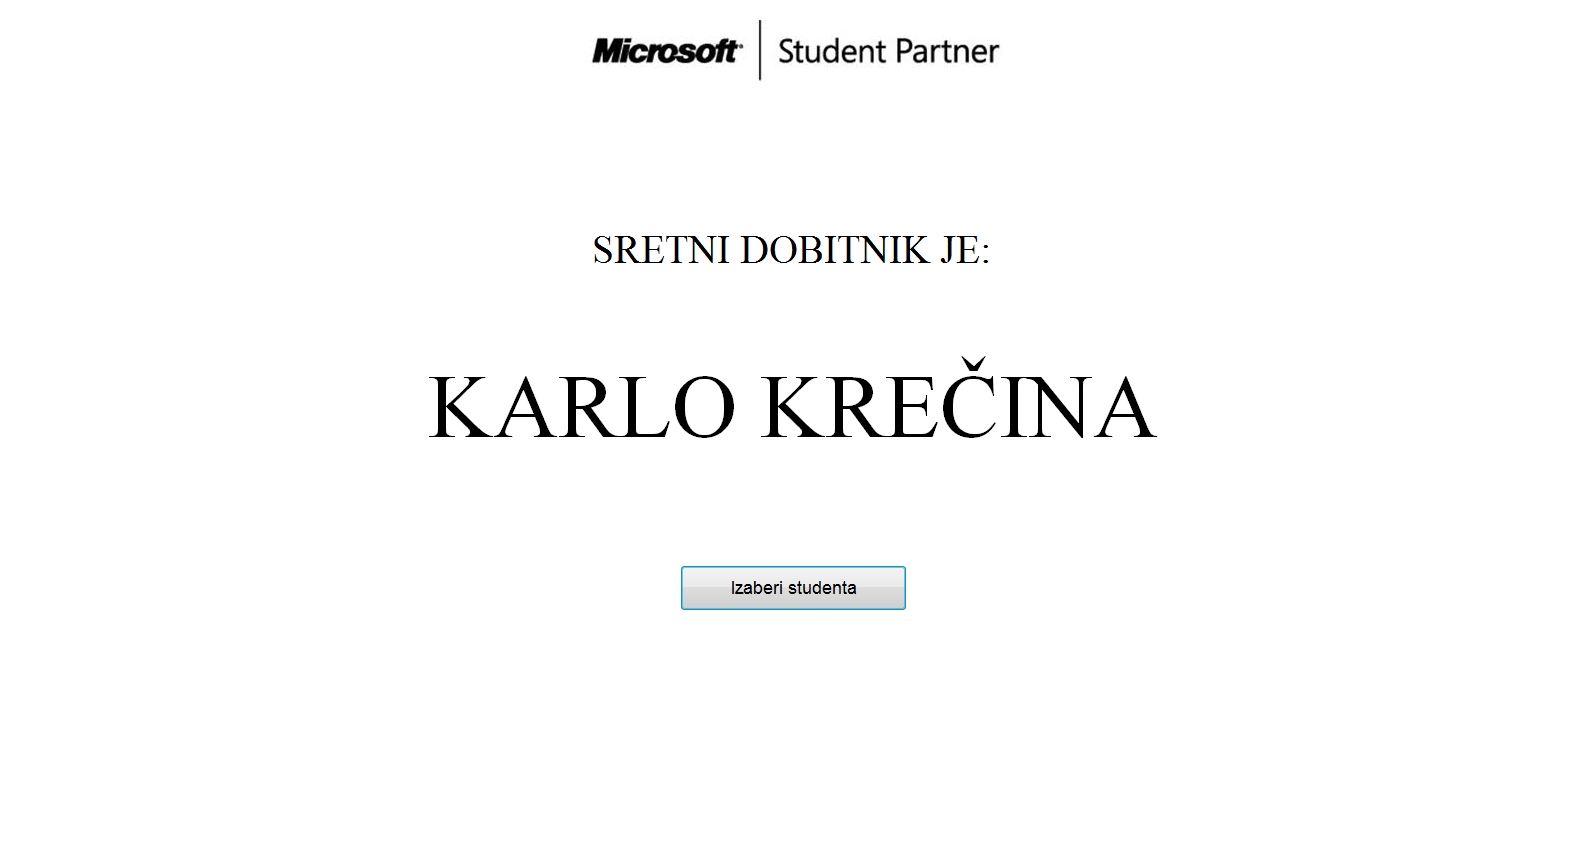 Microsoft® | Student Partner
SRETNI DOBITNIK JE:
KARLO KREČINA
Izaberi studenta